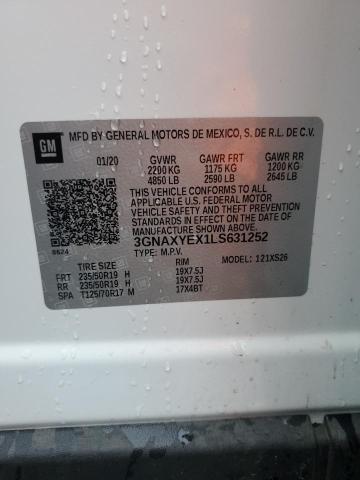 GM
MFD BY GENERAL MOTORS DE MEXICO, S. DE R.L. DE C.V.
01/20 GVWR GAWR FRT GAWR RR
2200 KG 1175 KG 1200 KG
4850 LB 2590 LB 2645 LB
THIS VEHICLE CONFORMS TO ALL
APPLICABLE U.S. FEDERAL MOTOR
VEHICLE SAFETY AND THEFT PREVENTION
STANDARDS IN EFFECT ON THE DATE OF
MANUFACTURE SHOWN ABOVE.
3GNAXYEX1LS631252
8624 TYPE: M.P.V. MODEL: 121XS26
TIRE SIZE RIM
FRT 235/50R19 H 19X7.5J
RR 235/50R19 H 19X7.5J
SPA T125/70R17 M 17X4BT